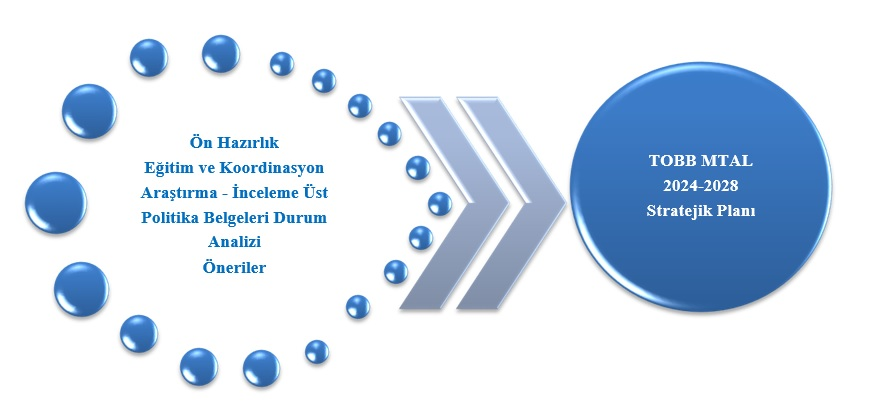 Ön Hazırlık
Eğitim ve Koordinasyon
Araştırma - İnceleme Üst
Politika Belgeleri Durum
Analizi
Öneriler
TOBB MTAL
2024-2028
Stratejik Planı